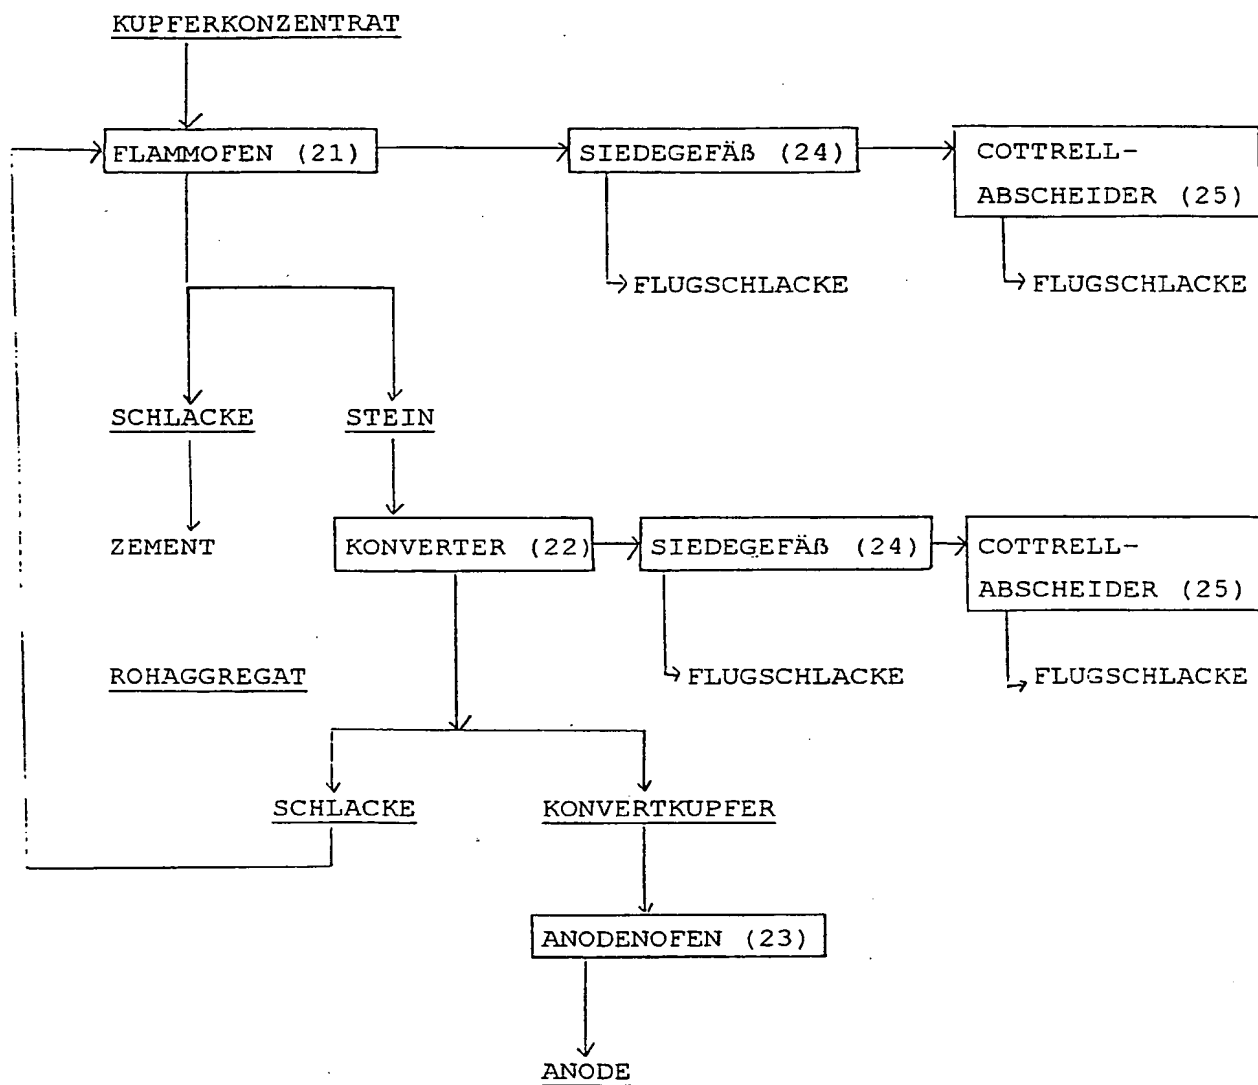 KUPFERKONZENTRAT
FLAMMOFEN (21)
SIEDEGEFÄß (24)
COTTRELL-
ABSCHEIDER (25)
FLUGSCHLACKE
FLUGSCHLACKE
SCHLACKE
STEIN
ZEMENT
KONVERTER (22)
SIEDEGEFÄß (24)
COTTRELL-
ABSCHEIDER (25)
ROHAGGREGAT
FLUGSCHLACKE
FLUGSCHLACKE
SCHLACKE
KONVERTKUPFER
ANODENOFEN (23)
ANODE